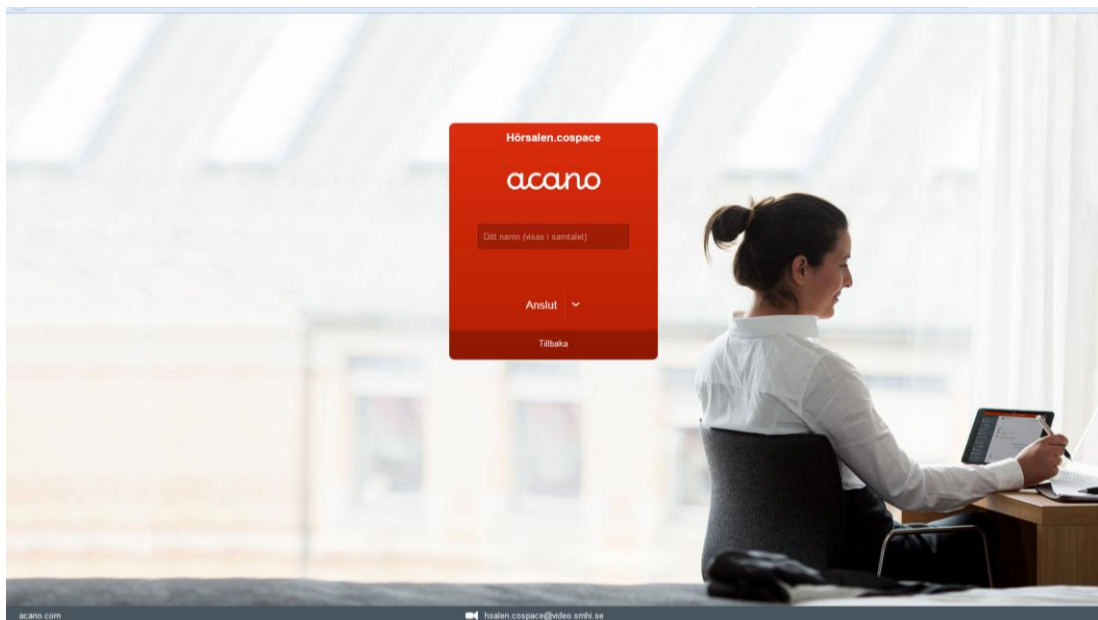 Hörsalen.cospace
acano
Ditt namn (visas i samtalet)
Anslut
Tillbaka
acano.com
hsalen.cospace@video.smhi.se